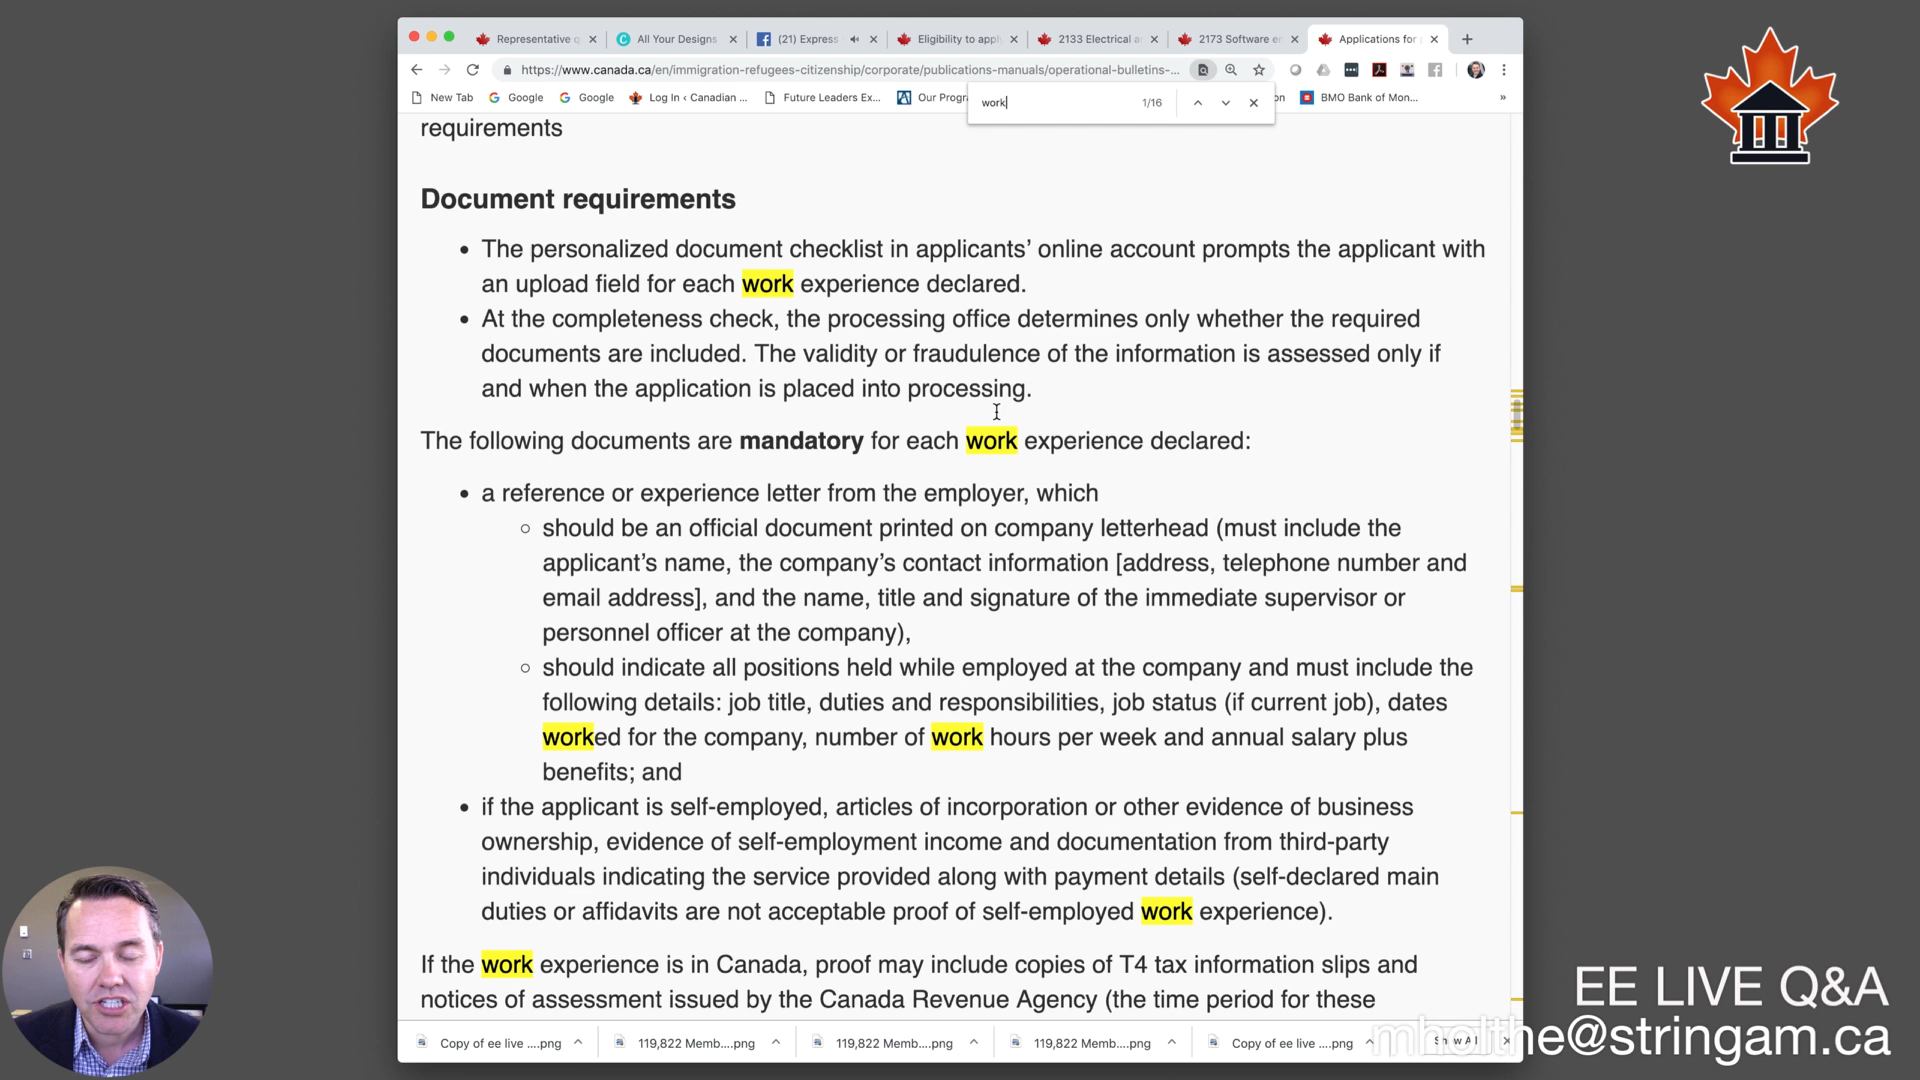 Representative q
All Your Designs
(21) Express
Eligibility to appl
2133 Electrical a
2173 Software en
Applications for
https://www.canada.ca/en/immigration-refugees-citizenship/corporate/publications-manuals/operational-bulletins-...
New Tab
Google
Google
Log In ‹ Canadian ...
Future Leaders Ex...
Our Progr
on
BMO Bank of Mon...
»
work
1/16
requirements
Document requirements
• The personalized document checklist in applicants’ online account prompts the applicant with
an upload field for each work experience declared.
• At the completeness check, the processing office determines only whether the required
documents are included. The validity or fraudulence of the information is assessed only if
and when the application is placed into processing.
The following documents are mandatory for each work experience declared:
• a reference or experience letter from the employer, which
○ should be an official document printed on company letterhead (must include the
applicant’s name, the company’s contact information [address, telephone number and
email address], and the name, title and signature of the immediate supervisor or
personnel officer at the company),
○ should indicate all positions held while employed at the company and must include the
following details: job title, duties and responsibilities, job status (if current job), dates
worked for the company, number of work hours per week and annual salary plus
benefits; and
• if the applicant is self-employed, articles of incorporation or other evidence of business
ownership, evidence of self-employment income and documentation from third-party
individuals indicating the service provided along with payment details (self-declared main
duties or affidavits are not acceptable proof of self-employed work experience).
If the work experience is in Canada, proof may include copies of T4 tax information slips and
notices of assessment issued by the Canada Revenue Agency (the time period for these
Copy of ee live ....png
119,822 Memb....png
119,822 Memb....png
119,822 Memb....png
Copy of ee live ....png
Show All
EE LIVE Q&A
mholthe@stringam.ca